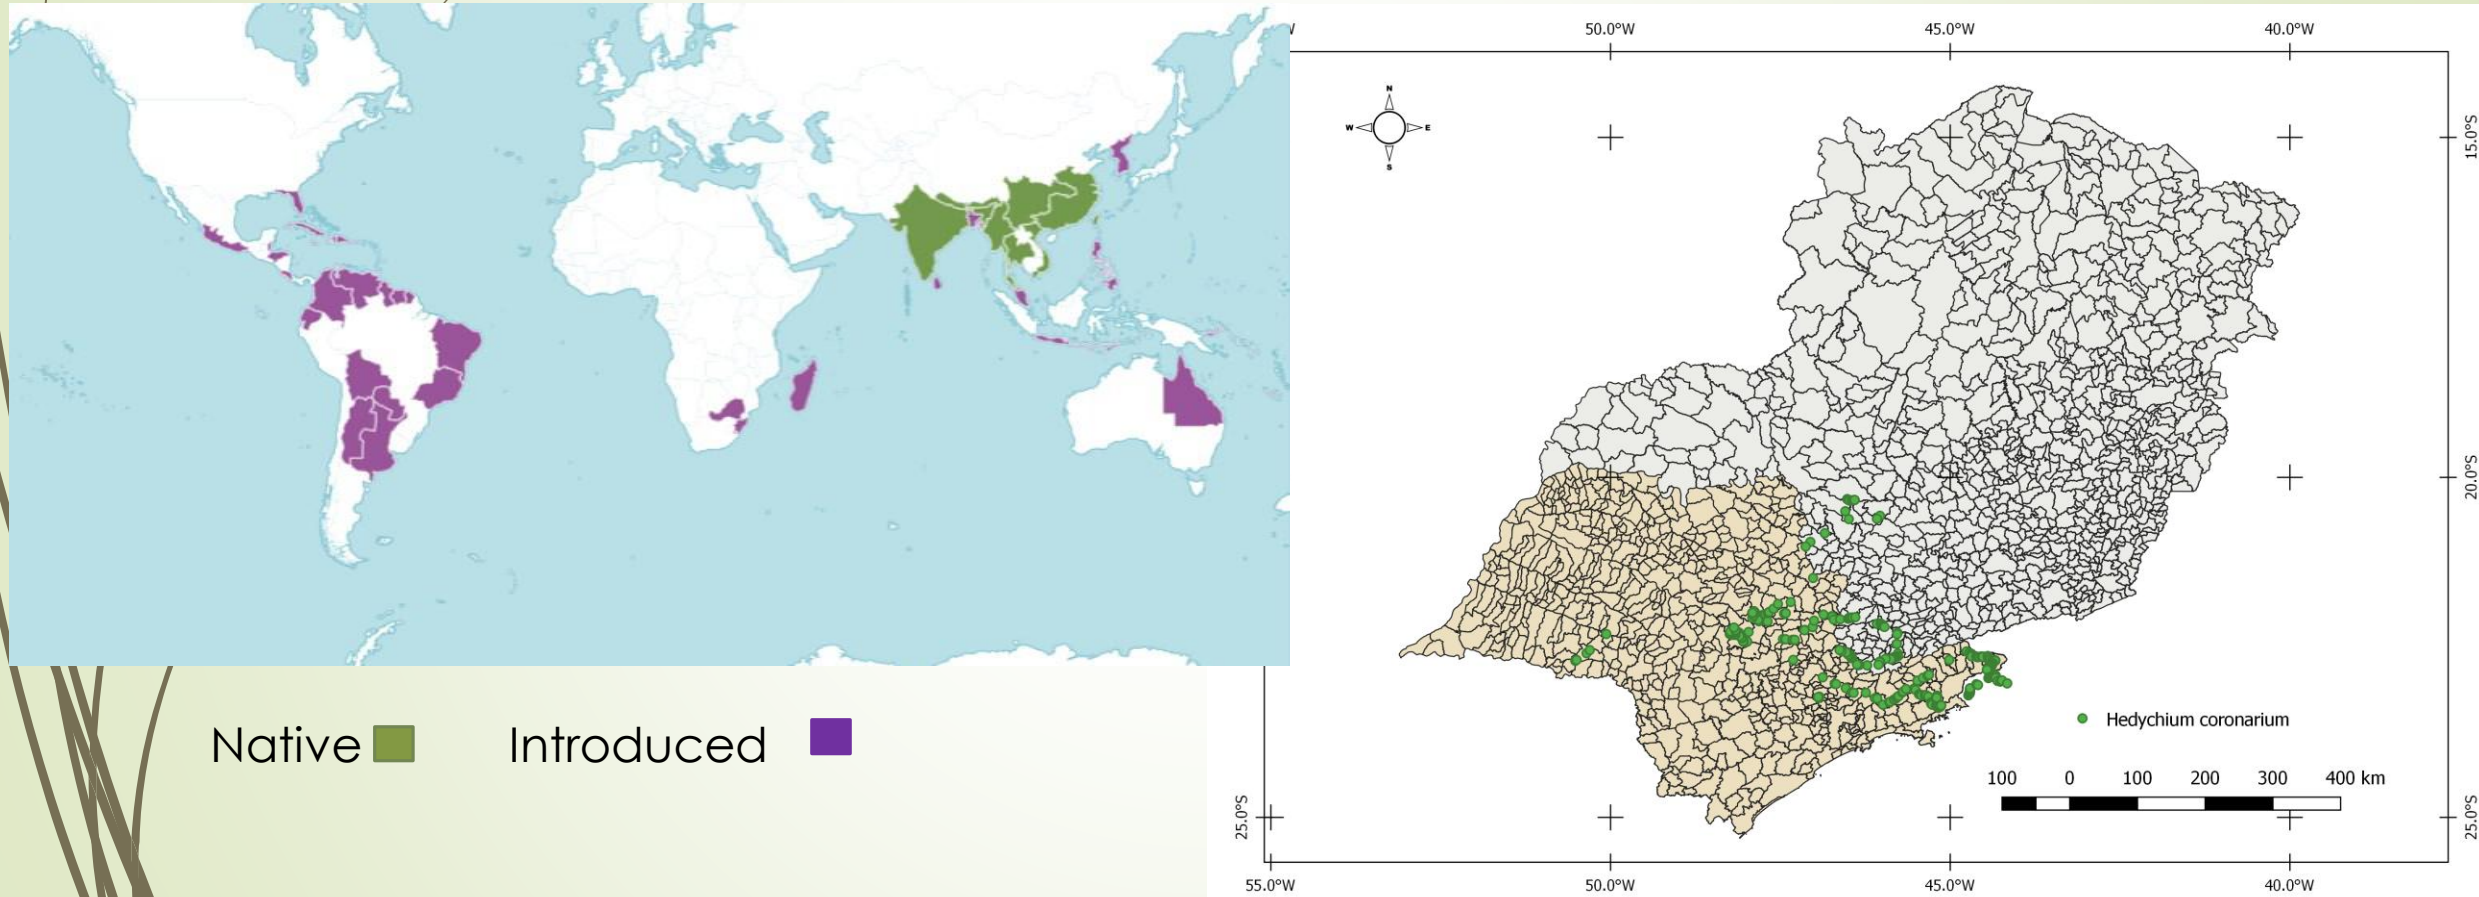 50.0°W 45.0°W 40.0°W
N
W E
S
15.0°S
20.0°S
Native Introduced
Hedychium coronarium
100 0 100 200 300 400 km
25.0°S 25.0°S
55.0°W 50.0°W 45.0°W 40.0°W